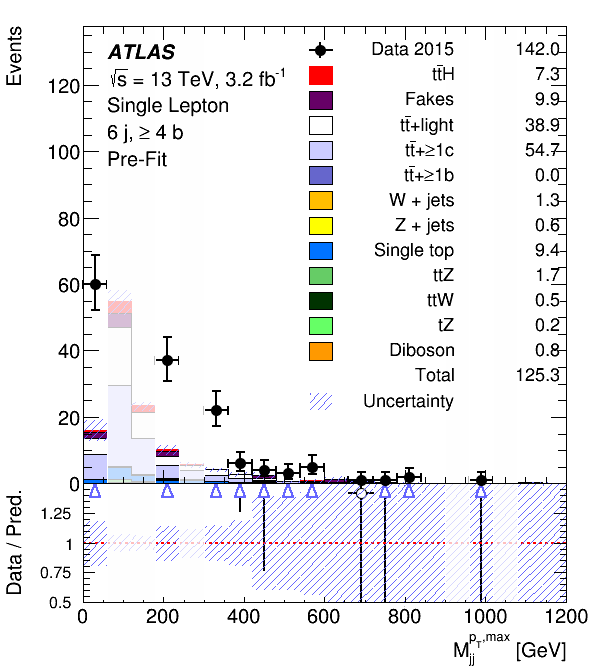 Events
ATLAS
√s = 13 TeV, 3.2 fb⁻¹
Single Lepton
6 j, ≥ 4 b
Pre-Fit
Data 2015 142.0
tt̄H 7.3
Fakes 9.9
tt̄+light 38.9
tt̄+≥1c 54.7
tt̄+≥1b 0.0
W + jets 1.3
Z + jets 0.6
Single top 9.4
ttZ 1.7
ttW 0.5
tZ 0.2
Diboson 0.8
Total 125.3
Uncertainty
120
100
80
60
40
20
0
Data / Pred.
1.25
1
0.75
0.5
0 200 400 600 800 1000 1200
M_jj^{p_T,max} [GeV]